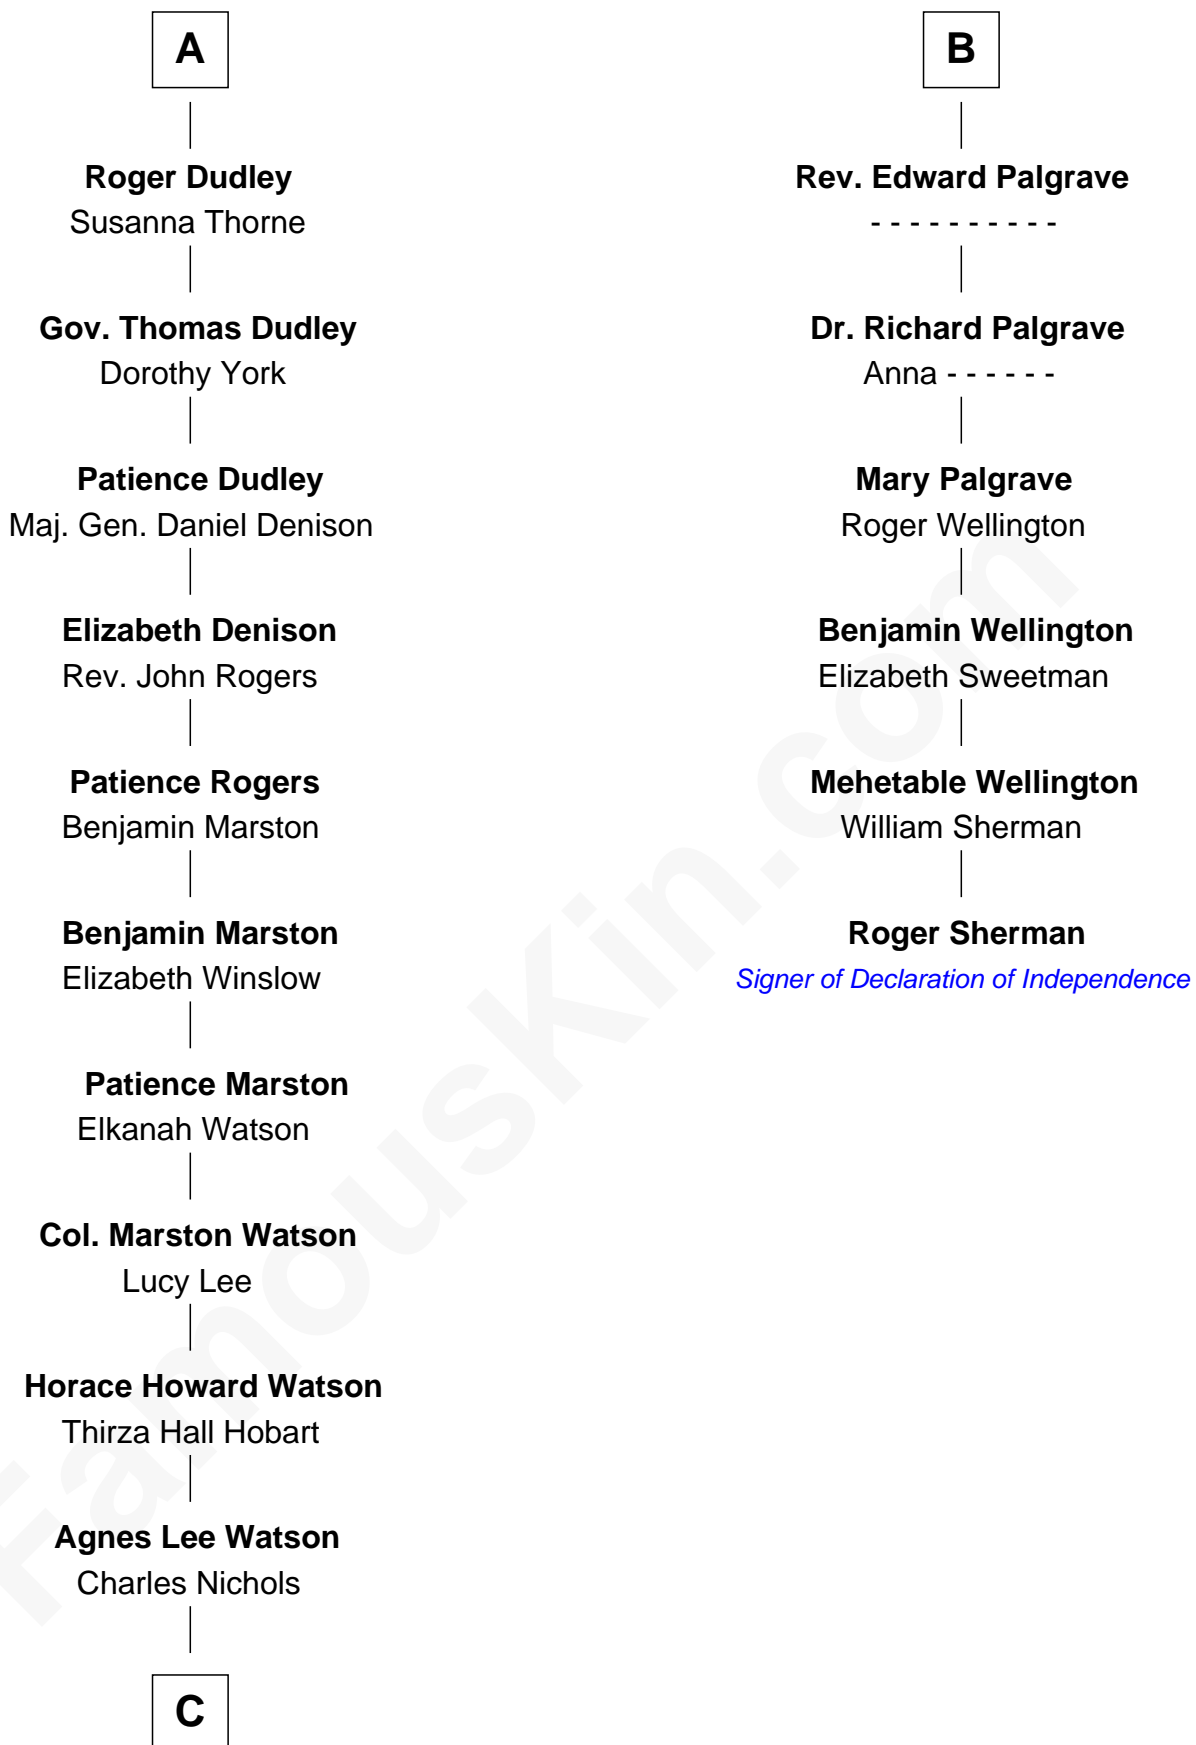 A
Roger Dudley
Susanna Thorne
Gov. Thomas Dudley
Dorothy York
Patience Dudley
Maj. Gen. Daniel Denison
Elizabeth Denison
Rev. John Rogers
Patience Rogers
Benjamin Marston
Benjamin Marston
Elizabeth Winslow
Patience Marston
Elkanah Watson
Col. Marston Watson
Lucy Lee
Horace Howard Watson
Thirza Hall Hobart
Agnes Lee Watson
Charles Nichols
C
B
Rev. Edward Palgrave
- - - - - - - - - -
Dr. Richard Palgrave
Anna - - - - - -
Mary Palgrave
Roger Wellington
Benjamin Wellington
Elizabeth Sweetman
Mehetable Wellington
William Sherman
Roger Sherman
Signer of Declaration of Independence
FamousKin.com